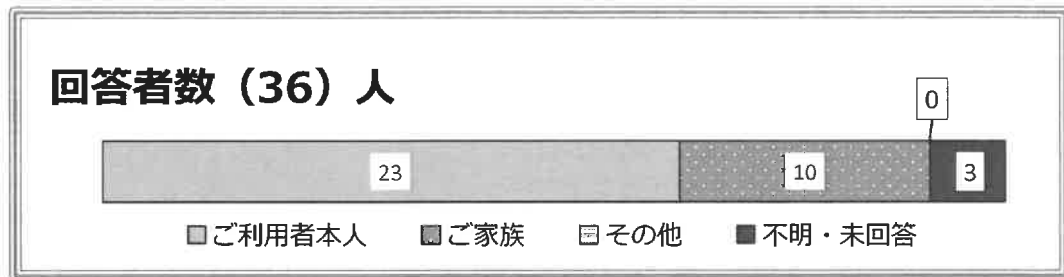 回答者数（36）人
0
23
10
3
ご利用者本人
ご家族
その他
不明・未回答